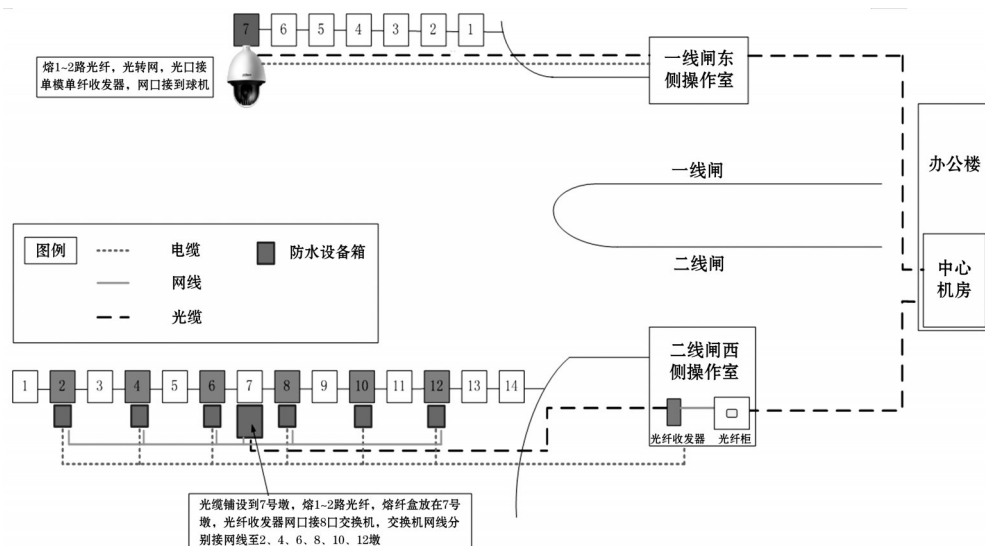 7 6 5 4 3 2 1
熔1~2路光纤，光转网，光口接
单模单纤收发器，网口接到球机
一线闸东
侧操作室
办公楼
一线闸
二线闸
中心
机房
图例
电缆
防水设备箱
网线
光缆
二线闸西
侧操作室
光纤收发器
光纤柜
1 2 3 4 5 6 7 8 9 10 11 12 13 14
光缆铺设到7号墩，熔1~2路光纤，熔纤盒放在7号
墩，光纤收发器网口接8口交换机，交换机网线分
别接网线至2、4、6、8、10、12墩